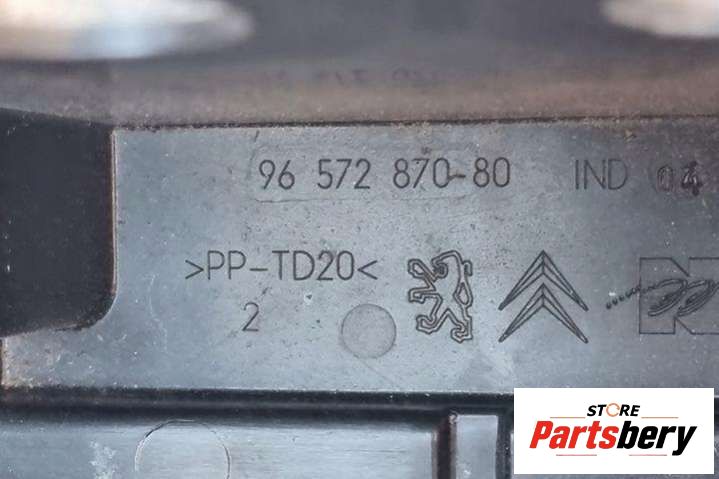 96 572 870-80 IND 04
>PP-TD20<
2
STORE
Partsbery